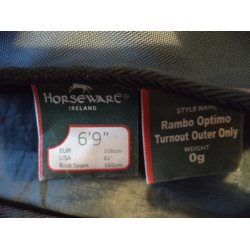 HORSEWARE®
IRELAND
6'9"
EUR 206cm
USA 81"
Back Seam
STYLE NAME
Rambo Optimo
Turnout Outer Only
WEIGHT
0g